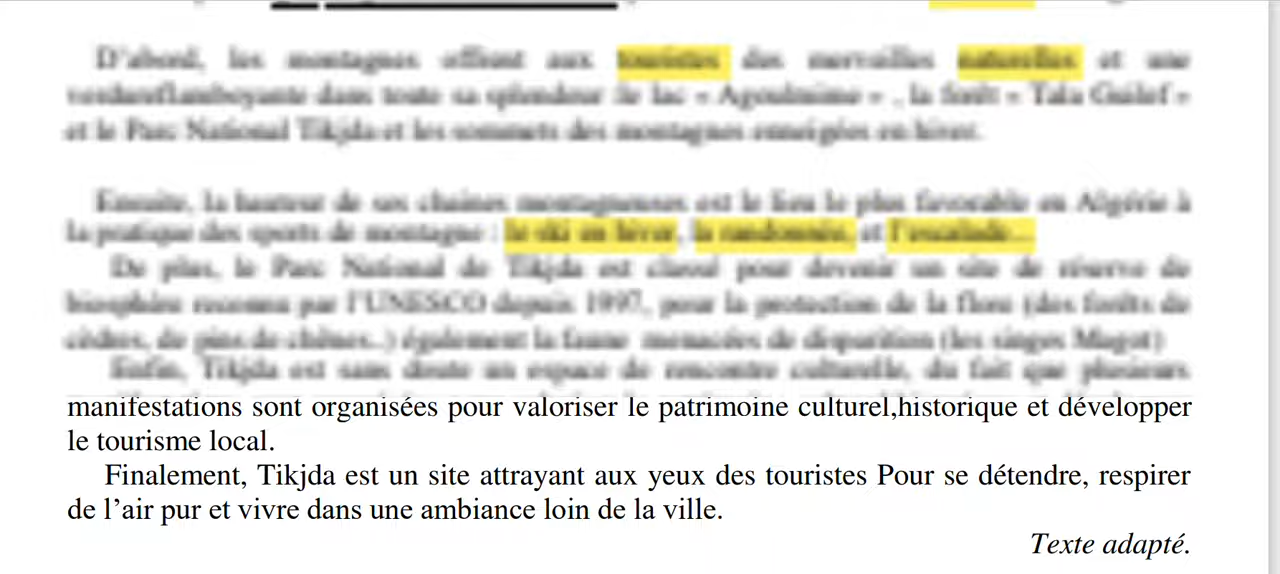 D'abord, les montagnes offrent aux touristes des merveilles naturelles et une
dans toute sa splendeur le lac « Agoulmime » , la forêt « Tala Guilef »
et le Parc National Tikjda et les sommets des montagnes enneigées en hiver.
Ensuite, la hauteur de ses chaines montagneuses est le lieu le plus favorable en Algérie à
la pratique des sports de montagne : le ski en hiver, la randonnée, et l'escalade...
De plus, le Parc National de Tikjda est classé pour devenir un site de réserve de
biosphère reconnu par l'UNESCO depuis 1997, pour la protection de la flore (des forêts de
cèdres, de pins de chênes..) également la faune menacées de disparition (les singes Magot)
Enfin, Tikjda est sans doute un espace de rencontre culturelle, du fait que plusieurs
manifestations sont organisées pour valoriser le patrimoine culturel,historique et développer
le tourisme local.
Finalement, Tikjda est un site attrayant aux yeux des touristes Pour se détendre, respirer
de l'air pur et vivre dans une ambiance loin de la ville.
Texte adapté.